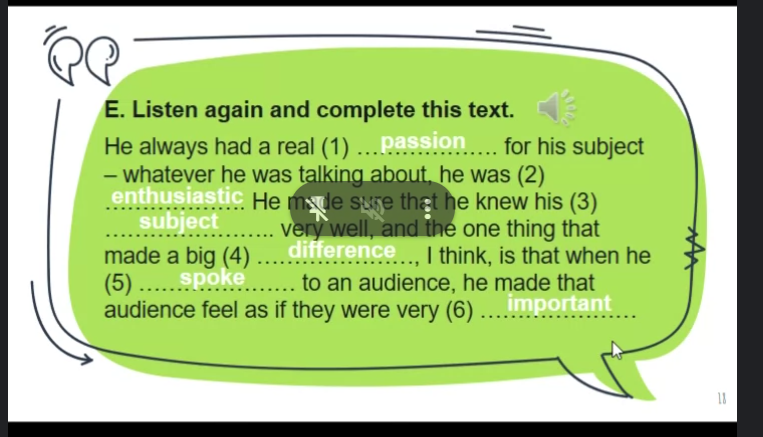 E. Listen again and complete this text.
He always had a real (1) ...passion.................. for his subject
– whatever he was talking about, he was (2)
enthusiastic He made sure that he knew his (3)
subject very well, and the one thing that
made a big (4) ....difference..., I think, is that when he
(5) ......spoke........ to an audience, he made that
audience feel as if they were very (6) ....important....
18